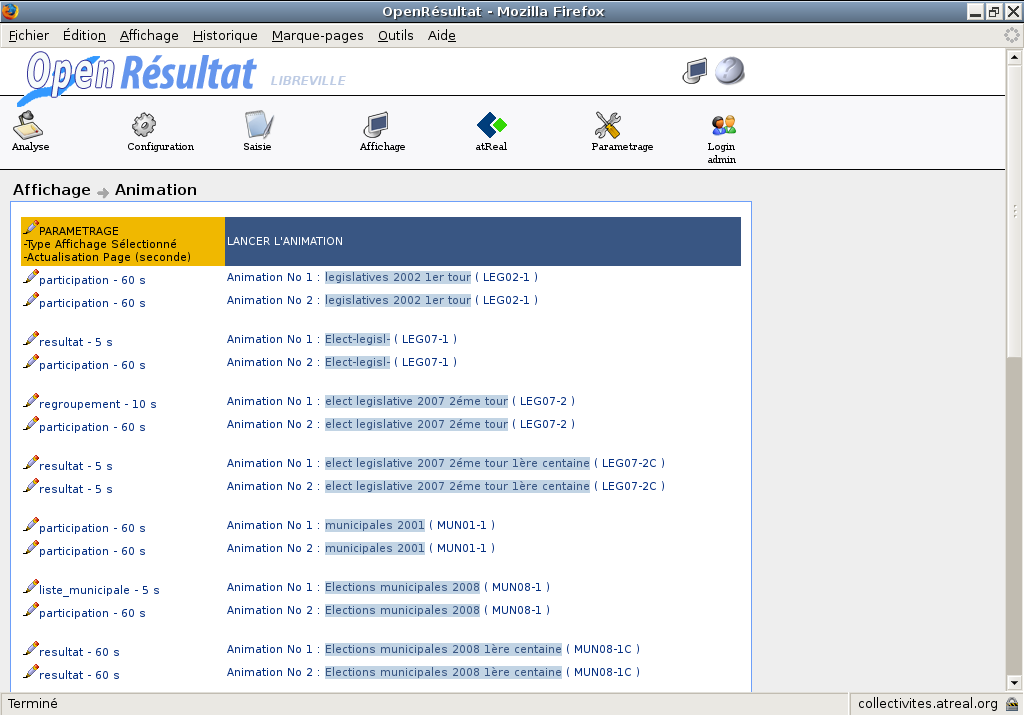 OpenRésultat - Mozilla Firefox
Fichier Édition Affichage Historique Marque-pages Outils Aide
Open Résultat LIBREVILLE
Analyse Configuration Saisie Affichage atReal Parametrage Login admin
Affichage Animation
PARAMETRAGE
-Type Affichage Sélectionné
-Actualisation Page (seconde)
LANCER L'ANIMATION
participation - 60 s Animation No 1 : legislatives 2002 1er tour ( LEG02-1 )
participation - 60 s Animation No 2 : legislatives 2002 1er tour ( LEG02-1 )
resultat - 5 s Animation No 1 : Elect-legisl- ( LEG07-1 )
participation - 60 s Animation No 2 : Elect-legisl- ( LEG07-1 )
regroupement - 10 s Animation No 1 : elect legislative 2007 2éme tour ( LEG07-2 )
participation - 60 s Animation No 2 : elect legislative 2007 2éme tour ( LEG07-2 )
resultat - 5 s Animation No 1 : elect legislative 2007 2éme tour 1ère centaine ( LEG07-2C )
resultat - 5 s Animation No 2 : elect legislative 2007 2éme tour 1ère centaine ( LEG07-2C )
participation - 60 s Animation No 1 : municipales 2001 ( MUN01-1 )
participation - 60 s Animation No 2 : municipales 2001 ( MUN01-1 )
liste_municipale - 5 s Animation No 1 : Elections municipales 2008 ( MUN08-1 )
participation - 60 s Animation No 2 : Elections municipales 2008 ( MUN08-1 )
resultat - 60 s Animation No 1 : Elections municipales 2008 1ère centaine ( MUN08-1C )
resultat - 60 s Animation No 2 : Elections municipales 2008 1ère centaine ( MUN08-1C )
Terminé collectivites.atreal.org